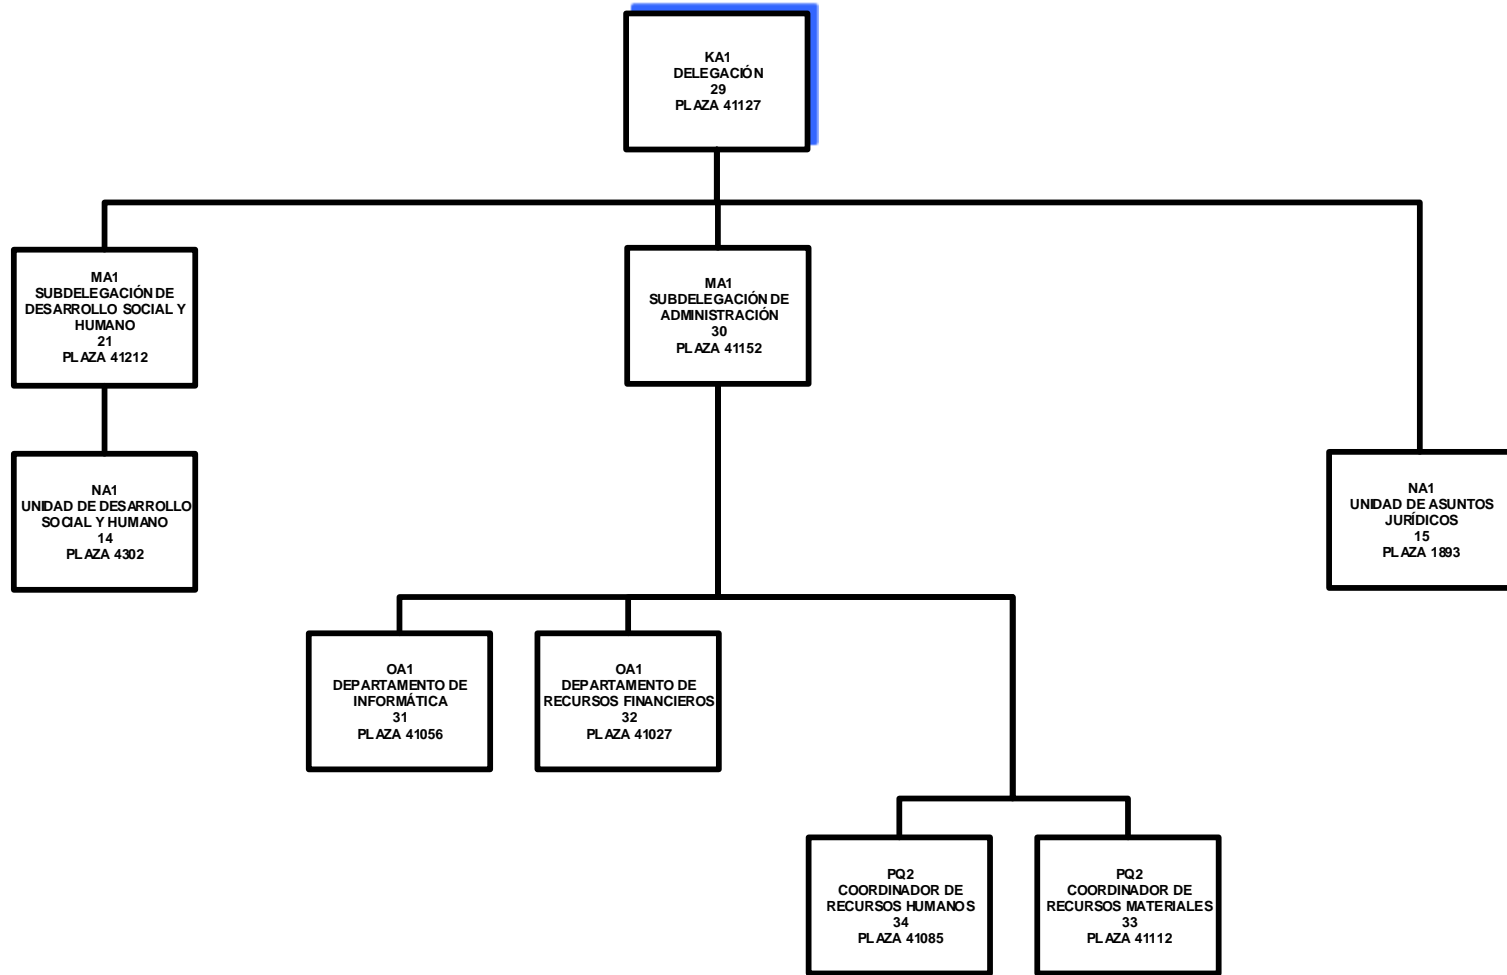 KA1
DELEGACIÓN
29
PLAZA 41127
MA1
SUBDELEGACIÓN DE
DESARROLLO SOCIAL Y
HUMANO
21
PLAZA 41212
MA1
SUBDELEGACIÓN DE
ADMINISTRACIÓN
30
PLAZA 41152
NA1
UNIDAD DE DESARROLLO
SOCIAL Y HUMANO
14
PLAZA 4302
NA1
UNIDAD DE ASUNTOS
JURÍDICOS
15
PLAZA 1893
OA1
DEPARTAMENTO DE
INFORMÁTICA
31
PLAZA 41056
OA1
DEPARTAMENTO DE
RECURSOS FINANCIEROS
32
PLAZA 41027
PQ2
COORDINADOR DE
RECURSOS HUMANOS
34
PLAZA 41085
PQ2
COORDINADOR DE
RECURSOS MATERIALES
33
PLAZA 41112